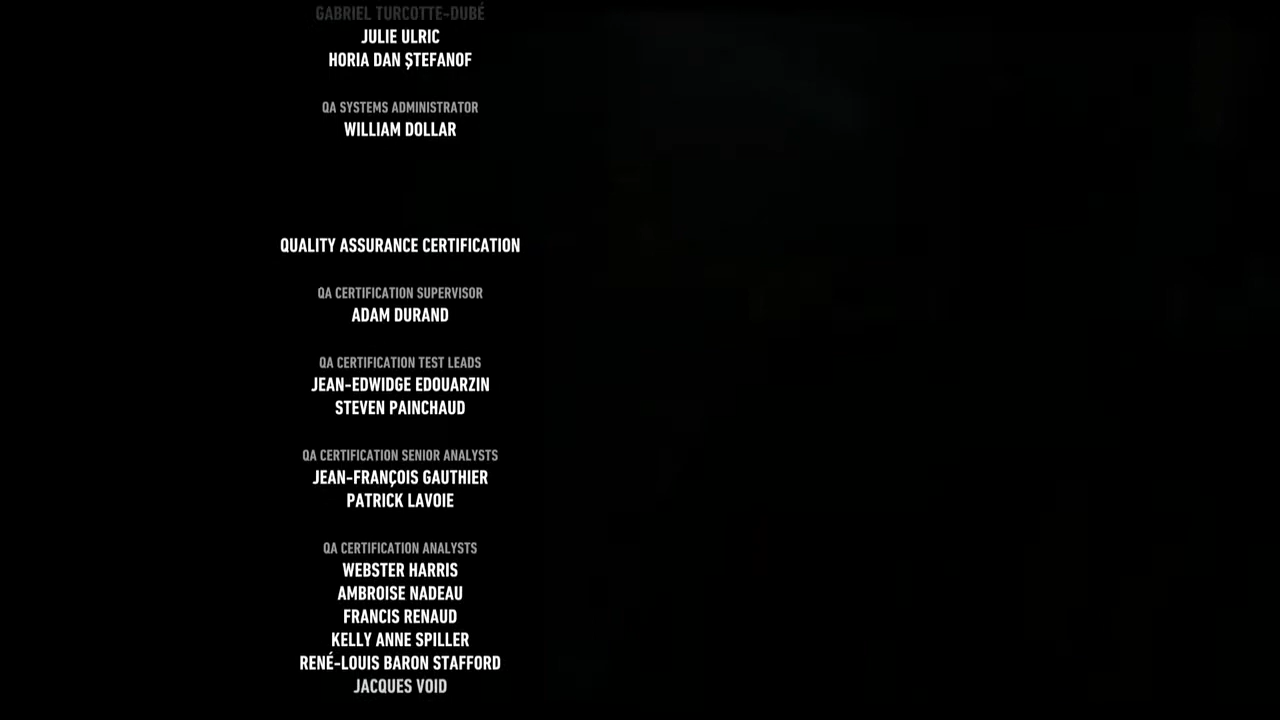 GABRIEL TURCOTTE-DUBÉ
JULIE ULRIC
HORIA DAN ŞTEFANOF
QA SYSTEMS ADMINISTRATOR
WILLIAM DOLLAR
QUALITY ASSURANCE CERTIFICATION
QA CERTIFICATION SUPERVISOR
ADAM DURAND
QA CERTIFICATION TEST LEADS
JEAN-EDWIDGE EDOUARZIN
STEVEN PAINCHAUD
QA CERTIFICATION SENIOR ANALYSTS
JEAN-FRANÇOIS GAUTHIER
PATRICK LAVOIE
QA CERTIFICATION ANALYSTS
WEBSTER HARRIS
AMBROISE NADEAU
FRANCIS RENAUD
KELLY ANNE SPILLER
RENÉ-LOUIS BARON STAFFORD
JACQUES VOID